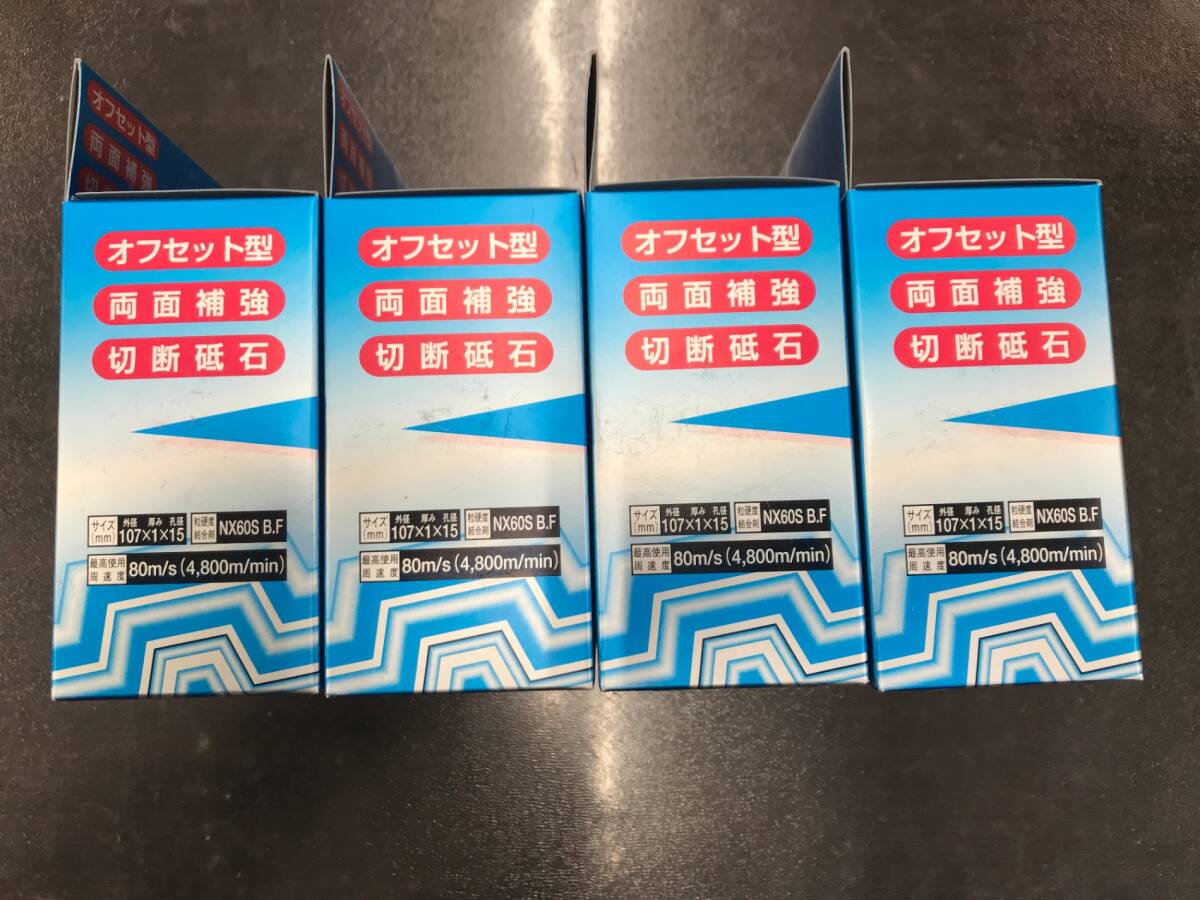 オフセット型
両面補強
切断
オフセット型
両面補強
切断砥石
サイズ(mm) 外径 厚み 孔径 107×1×15 粒硬度 結合剤 NX60S B.F
最高使用周速度 80m/s (4,800m/min)
オフセット型
両面補強
切断砥石
サイズ(mm) 外径 厚み 孔径 107×1×15 粒硬度 結合剤 NX60S B.F
最高使用周速度 80m/s (4,800m/min)
オフセット型
両面補強
切断砥石
サイズ(mm) 外径 厚み 孔径 107×1×15 粒硬度 結合剤 NX60S B.F
最高使用周速度 80m/s (4,800m/min)
オフセット型
両面補強
切断砥石
サイズ(mm) 外径 厚み 孔径 107×1×15 粒硬度 結合剤 NX60S B.F
最高使用周速度 80m/s (4,800m/min)